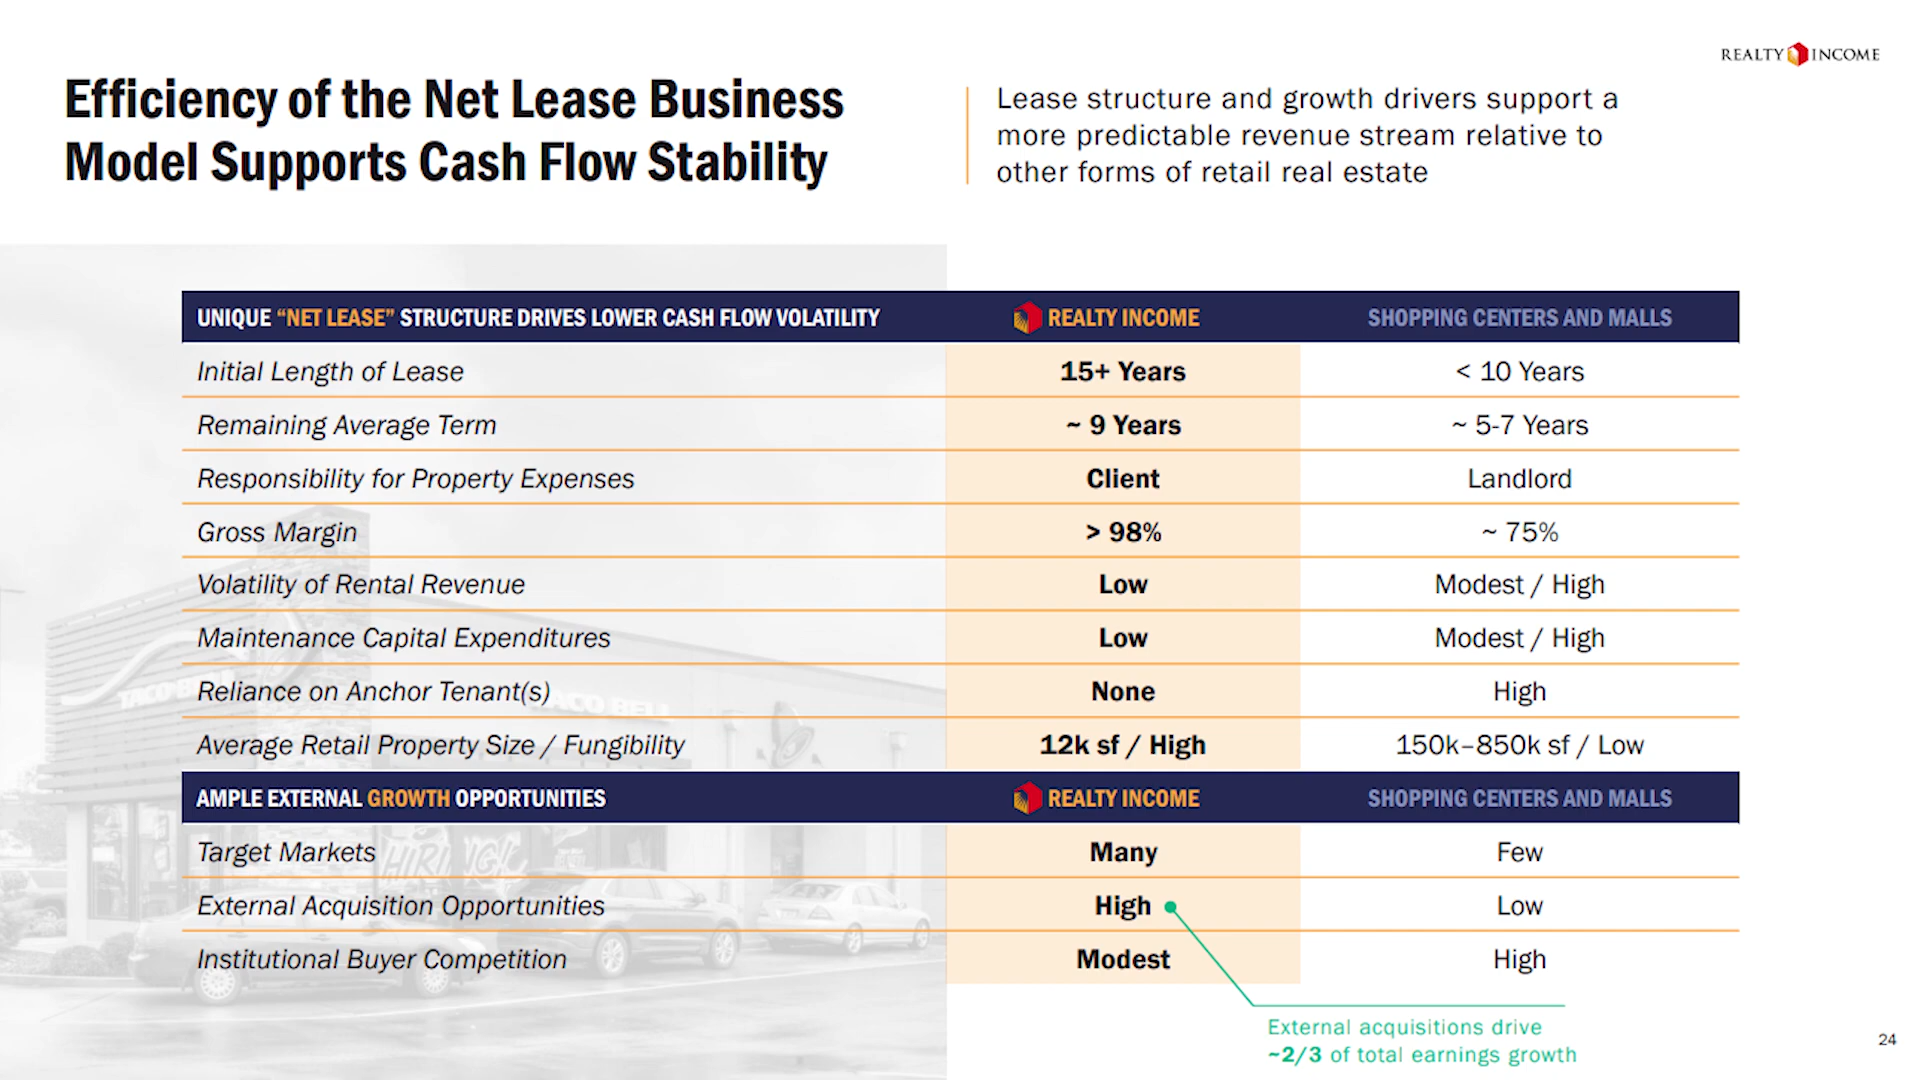 REALTY INCOME
Efficiency of the Net Lease Business
Model Supports Cash Flow Stability
Lease structure and growth drivers support a
more predictable revenue stream relative to
other forms of retail real estate
UNIQUE “NET LEASE” STRUCTURE DRIVES LOWER CASH FLOW VOLATILITY REALTY INCOME SHOPPING CENTERS AND MALLS
Initial Length of Lease 15+ Years < 10 Years
Remaining Average Term ~ 9 Years ~ 5-7 Years
Responsibility for Property Expenses Client Landlord
Gross Margin > 98% ~ 75%
Volatility of Rental Revenue Low Modest / High
Maintenance Capital Expenditures Low Modest / High
Reliance on Anchor Tenant(s) None High
TACO BELL
Average Retail Property Size / Fungibility 12k sf / High 150k–850k sf / Low
AMPLE EXTERNAL GROWTH OPPORTUNITIES REALTY INCOME SHOPPING CENTERS AND MALLS
Target Markets Many Few
HIRING!
External Acquisition Opportunities High Low
Institutional Buyer Competition Modest High
External acquisitions drive
~2/3 of total earnings growth
24